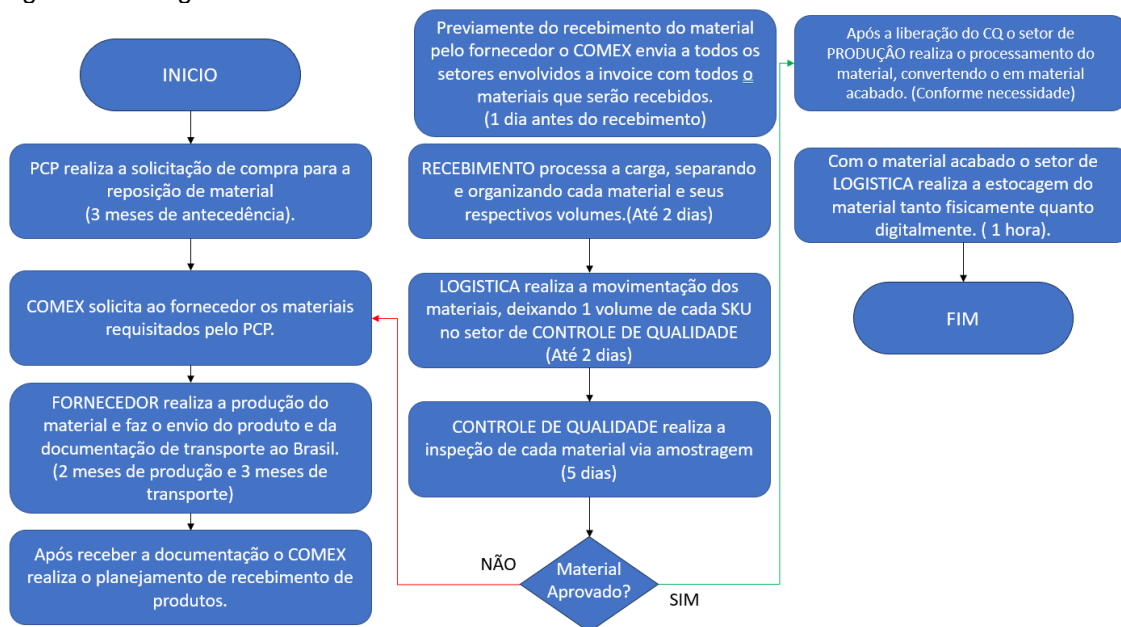 INICIO
PCP realiza a solicitação de compra para a
reposição de material
(3 meses de antecedência).
COMEX solicita ao fornecedor os materiais
requisitados pelo PCP.
FORNECEDOR realiza a produção do
material e faz o envio do produto e da
documentação de transporte ao Brasil.
(2 meses de produção e 3 meses de
transporte)
Após receber a documentação o COMEX
realiza o planejamento de recebimento de
produtos.
Previamente do recebimento do material
pelo fornecedor o COMEX envia a todos os
setores envolvidos a invoice com todos o
materiais que serão recebidos.
(1 dia antes do recebimento)
RECEBIMENTO processa a carga, separando
e organizando cada material e seus
respectivos volumes.(Até 2 dias)
LOGISTICA realiza a movimentação dos
materiais, deixando 1 volume de cada SKU
no setor de CONTROLE DE QUALIDADE
(Até 2 dias)
CONTROLE DE QUALIDADE realiza a
inspeção de cada material via amostragem
(5 dias)
NÃO
Material
Aprovado?
SIM
Após a liberação do CQ o setor de
PRODUÇÂO realiza o processamento do
material, convertendo o em material
acabado. (Conforme necessidade)
Com o material acabado o setor de
LOGISTICA realiza a estocagem do
material tanto fisicamente quanto
digitalmente. ( 1 hora).
FIM